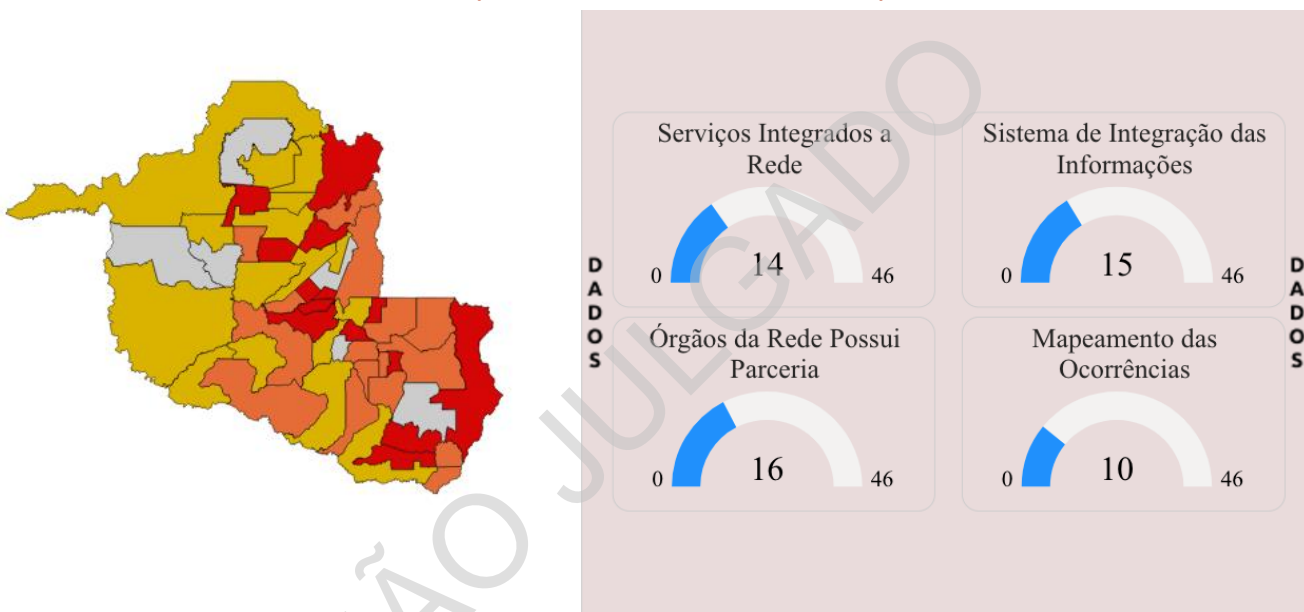 Serviços Integrados a
Rede
0
14
46
Sistema de Integração das
Informações
0
15
46
DADOS
Órgãos da Rede Possui
Parceria
0
16
46
Mapeamento das
Ocorrências
0
10
46
DADOS
ÃO JULGADO